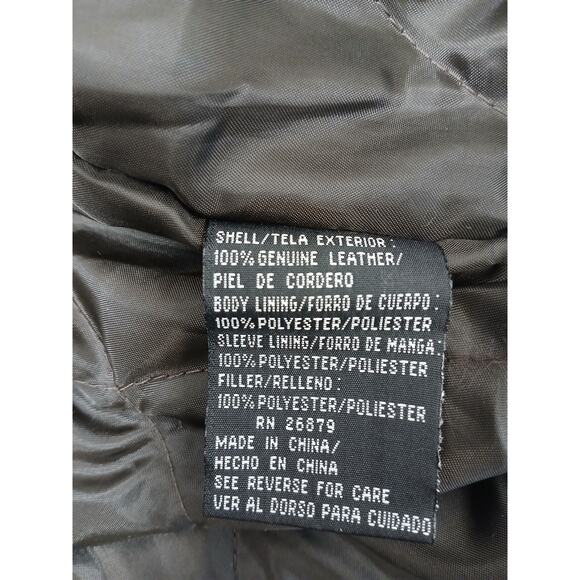 SHELL/TELA EXTERIOR:
100% GENUINE LEATHER/
PIEL DE CORDERO
BODY LINING/FORRO DE CUERPO:
100% POLYESTER/POLIESTER
SLEEVE LINING/FORRO DE MANGA:
100% POLYESTER/POLIESTER
FILLER/RELLENO:
100% POLYESTER/POLIESTER
RN 26879
MADE IN CHINA/
HECHO EN CHINA
SEE REVERSE FOR CARE
VER AL DORSO PARA CUIDADO